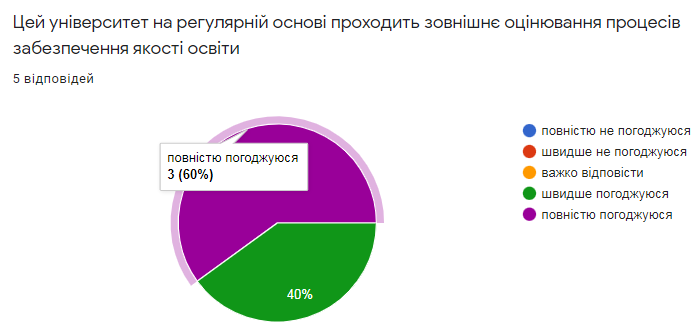 Цей університет на регулярній основі проходить зовнішнє оцінювання процесів
забезпечення якості освіти
5 відповідей
повністю погоджуюся
3 (60%)
40%
повністю не погоджуюся
швидше не погоджуюся
важко відповісти
швидше погоджуюся
повністю погоджуюся